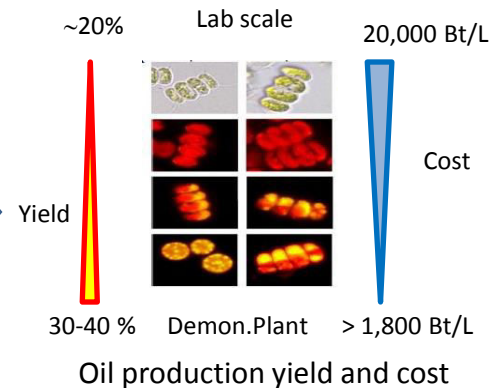 ~20% Lab scale 20,000 Bt/L
Cost
Yield
30-40 % Demon.Plant > 1,800 Bt/L
Oil production yield and cost